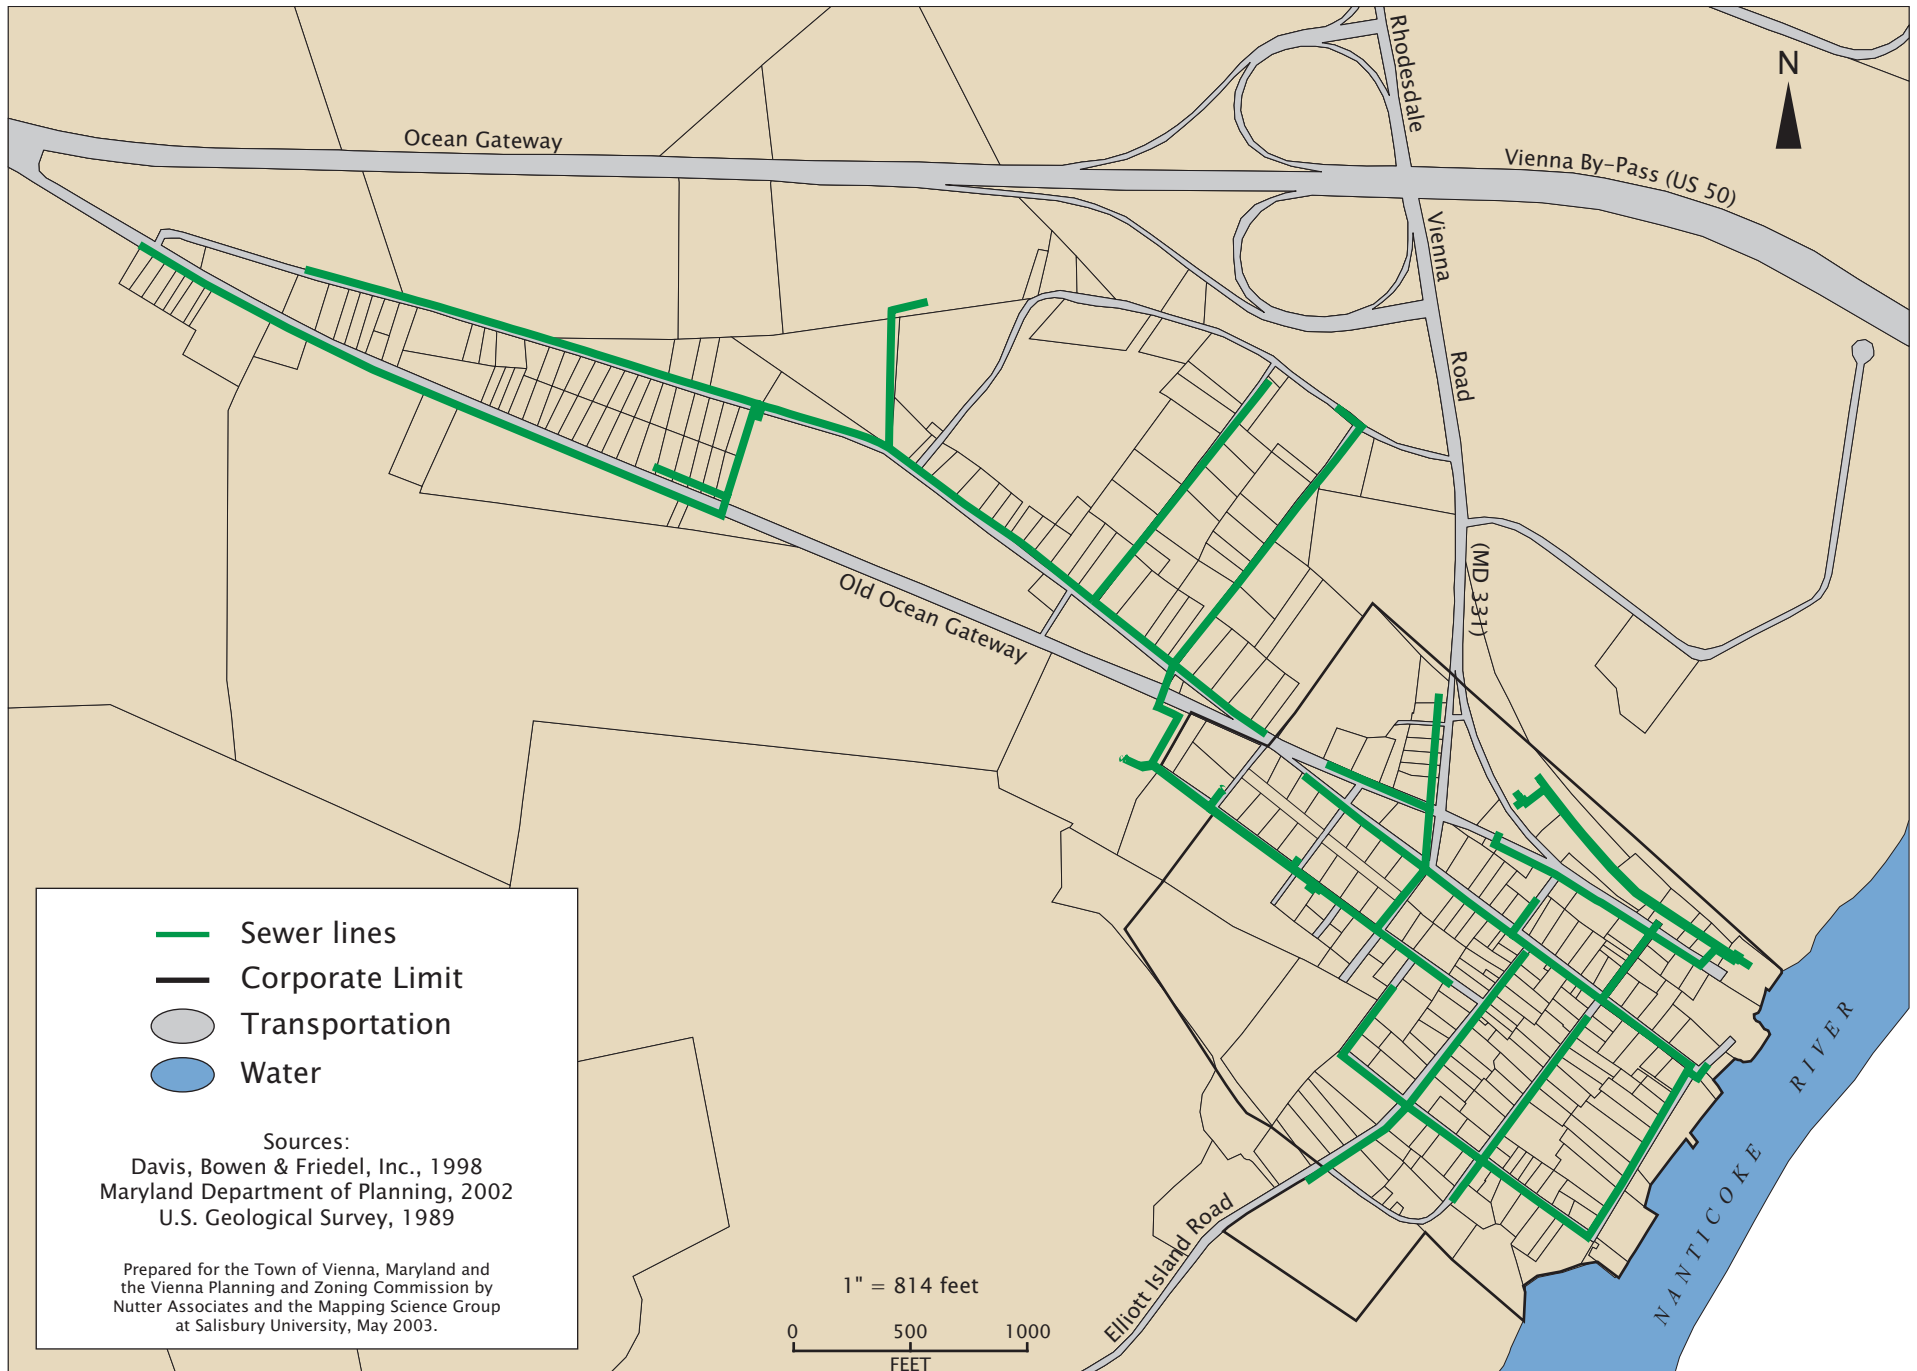 Rhodesdale
N
Ocean Gateway
Vienna By-Pass (US 50)
Vienna
Road
(MD 331)
Old Ocean Gateway
Sewer lines
Corporate Limit
Transportation
Water
Sources:
Davis, Bowen & Friedel, Inc., 1998
Maryland Department of Planning, 2002
U.S. Geological Survey, 1989
Prepared for the Town of Vienna, Maryland and
the Vienna Planning and Zoning Commission by
Nutter Associates and the Mapping Science Group
at Salisbury University, May 2003.
1" = 814 feet
0 500 1000
FEET
Elliott Island Road
NANTICOKE RIVER